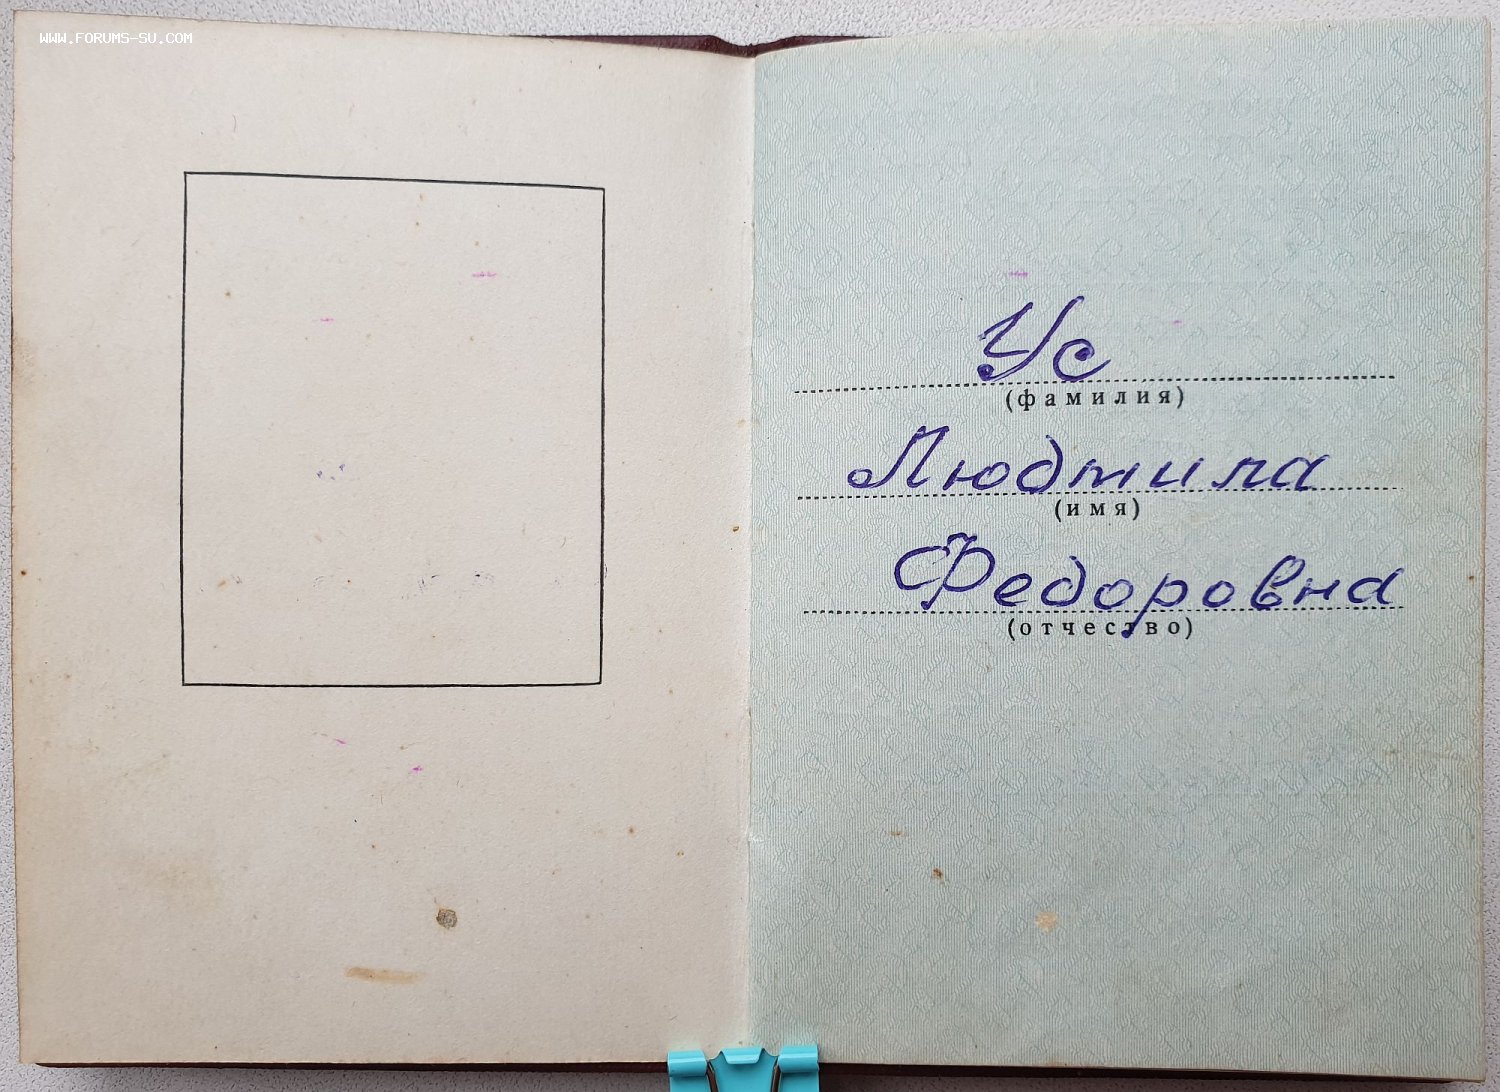 WWW.FORUMS-SU.COM
Ус
(фамилия)
Людмила
(имя)
Федоровна
(отчество)